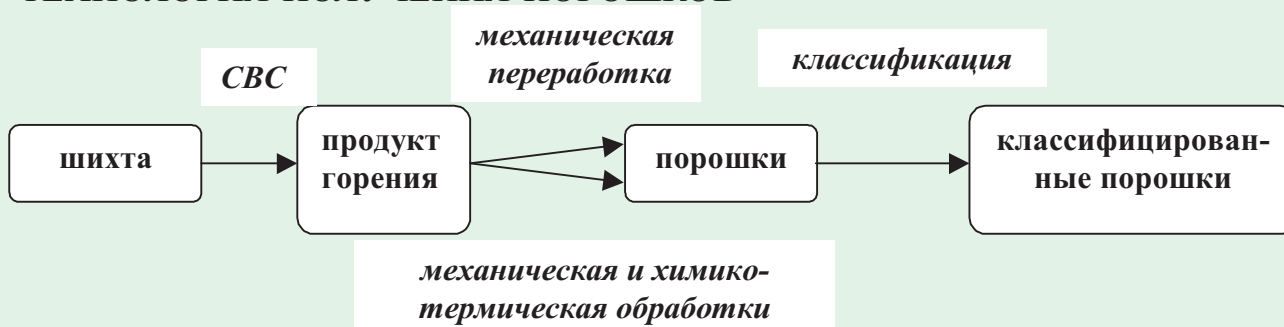 механическая
переработка
классификация
СВС
шихта
продукт
горения
порошки
классифицирован-
ные порошки
механическая и химико-
термическая обработки